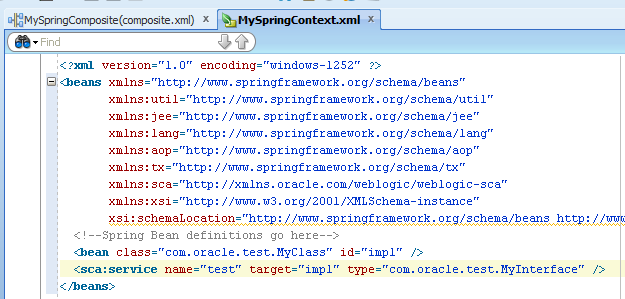 MySpringComposite(composite.xml) x MySpringContext.xml x
Find
<?xml version="1.0" encoding="windows-1252" ?>
<beans xmlns="http://www.springframework.org/schema/beans"
xmlns:util="http://www.springframework.org/schema/util"
xmlns:jee="http://www.springframework.org/schema/jee"
xmlns:lang="http://www.springframework.org/schema/lang"
xmlns:aop="http://www.springframework.org/schema/aop"
xmlns:tx="http://www.springframework.org/schema/tx"
xmlns:sca="http://xmlns.oracle.com/weblogic/weblogic-sca"
xmlns:xsi="http://www.w3.org/2001/XMLSchema-instance"
xsi:schemaLocation="http://www.springframework.org/schema/beans http://www
<!--Spring Bean definitions go here-->
<bean class="com.oracle.test.MyClass" id="impl" />
<sca:service name="test" target="impl" type="com.oracle.test.MyInterface" />
</beans>